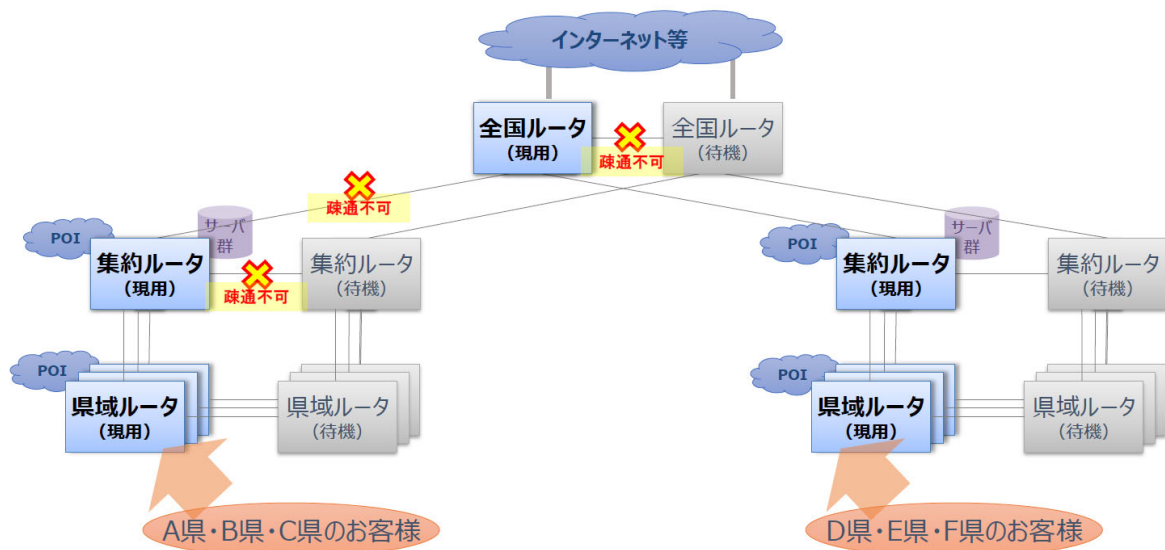 インターネット等
全国ルータ
(現用)
全国ルータ
(待機)
疎通不可
疎通不可
POI
サーバ
群
集約ルータ
(現用)
集約ルータ
(待機)
疎通不可
POI
サーバ
群
集約ルータ
(現用)
集約ルータ
(待機)
POI
県域ルータ
(現用)
県域ルータ
(待機)
POI
県域ルータ
(現用)
県域ルータ
(待機)
A県・B県・C県のお客様
D県・E県・F県のお客様